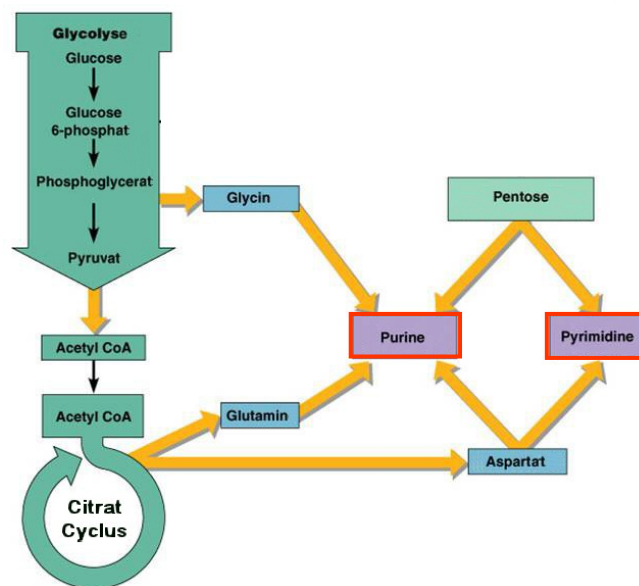 Glycolyse
Glucose
Glucose
6-phosphat
Phosphoglycerat
Pyruvat
Glycin
Pentose
Purine
Pyrimidine
Acetyl CoA
Acetyl CoA
Glutamin
Aspartat
Citrat
Cyclus